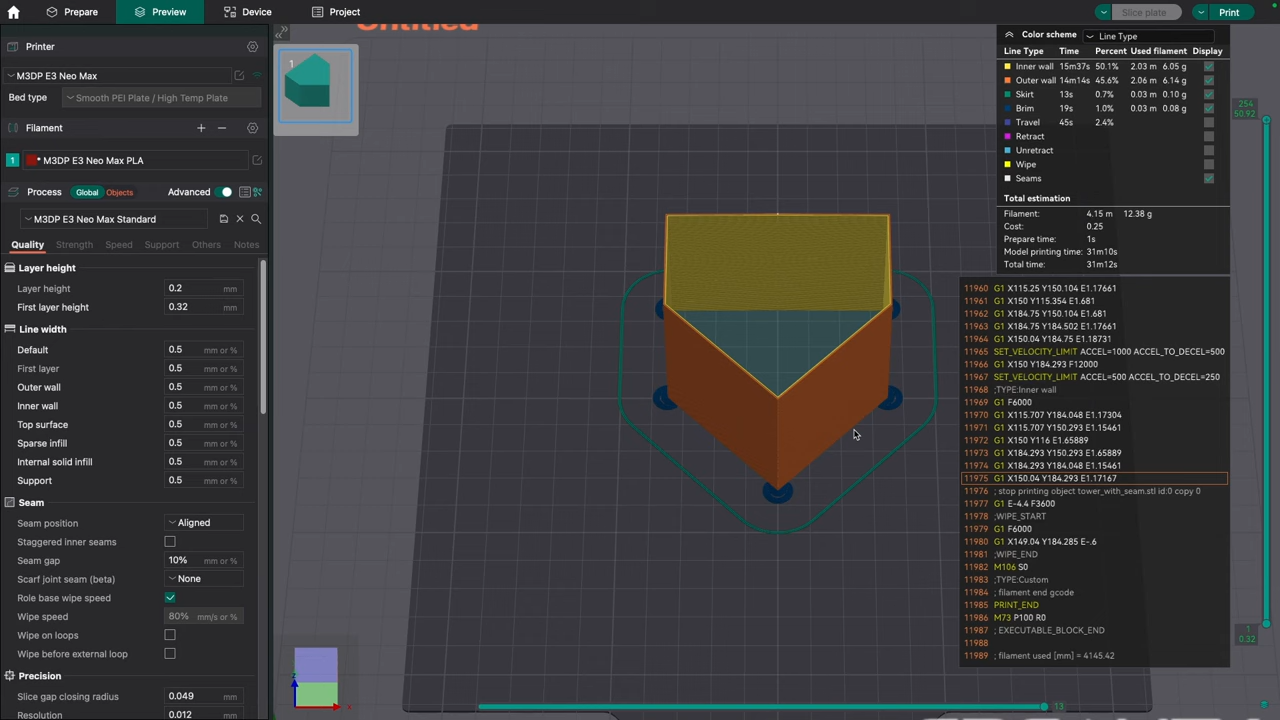 Prepare Preview Device Project Slice plate Print
Untitled
Printer
M3DP E3 Neo Max
Bed type Smooth PEI Plate / High Temp Plate
Filament
1 * M3DP E3 Neo Max PLA
Process Global Objects Advanced
M3DP E3 Neo Max Standard
Quality Strength Speed Support Others Notes
Layer height
Layer height 0.2 mm
First layer height 0.32 mm
Line width
Default 0.5 mm or %
First layer 0.5 mm or %
Outer wall 0.5 mm or %
Inner wall 0.5 mm or %
Top surface 0.5 mm or %
Sparse infill 0.5 mm or %
Internal solid infill 0.5 mm or %
Support 0.5 mm or %
Seam
Seam position Aligned
Staggered inner seams
Seam gap 10% mm or %
Scarf joint seam (beta) None
Role base wipe speed
Wipe speed 80% mm/s or %
Wipe on loops
Wipe before external loop
Precision
Slice gap closing radius 0.049 mm
Resolution 0.012 mm
1
Color scheme Line Type
Line Type Time Percent Used filament Display
Inner wall 15m37s 50.1% 2.03 m 6.05 g
Outer wall 14m14s 45.6% 2.06 m 6.14 g
Skirt 13s 0.7% 0.03 m 0.10 g
Brim 19s 1.0% 0.03 m 0.08 g
Travel 45s 2.4%
Retract
Unretract
Wipe
Seams
Total estimation
Filament: 4.15 m 12.38 g
Cost: 0.25
Prepare time: 1s
Model printing time: 31m10s
Total time: 31m12s
254
50.92
11960 G1 X115.25 Y150.104 E1.17661
11961 G1 X150 Y115.354 E1.681
11962 G1 X184.75 Y150.104 E1.681
11963 G1 X184.75 Y184.502 E1.17661
11964 G1 X150.04 Y184.75 E1.18731
11965 SET_VELOCITY_LIMIT ACCEL=1000 ACCEL_TO_DECEL=500
11966 G1 X150 Y184.293 F12000
11967 SET_VELOCITY_LIMIT ACCEL=500 ACCEL_TO_DECEL=250
11968 ;TYPE:Inner wall
11969 G1 F6000
11970 G1 X115.707 Y184.048 E1.17304
11971 G1 X115.707 Y150.293 E1.15461
11972 G1 X150 Y116 E1.65889
11973 G1 X184.293 Y150.293 E1.65889
11974 G1 X184.293 Y184.048 E1.15461
11975 G1 X150.04 Y184.293 E1.17167
11976 ; stop printing object tower_with_seam.stl id:0 copy 0
11977 G1 E-4.4 F3600
11978 ;WIPE_START
11979 G1 F6000
11980 G1 X149.04 Y184.285 E-.6
11981 ;WIPE_END
11982 M106 S0
11983 ;TYPE:Custom
11984 ; filament end gcode
11985 PRINT_END
11986 M73 P100 R0
11987 ; EXECUTABLE_BLOCK_END
11988
11989 ; filament used [mm] = 4145.42
1
0.32
13
z
x